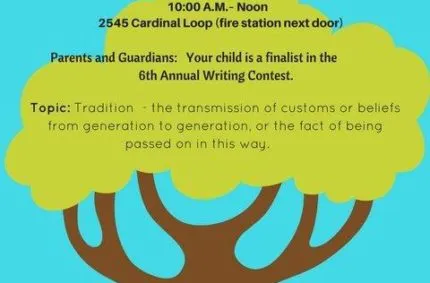 10:00 A.M.- Noon
2545 Cardinal Loop (fire station next door)
Parents and Guardians: Your child is a finalist in the
6th Annual Writing Contest.
Topic: Tradition - the transmission of customs or beliefs
from generation to generation, or the fact of being
passed on in this way.